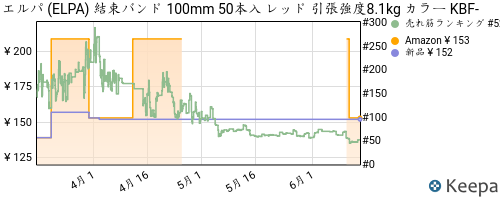 エルパ (ELPA) 結束バンド 100mm 50本入 レッド 引張強度8.1kg カラー KBF-
¥ 200
¥ 175
¥ 150
¥ 125
#300
#250
#200
#150
#100
#50
#0
売れ筋ランキング #5
Amazon ¥ 153
新品 ¥ 152
4月 1
4月 16
5月 1
5月 16
6月 1
Keepa